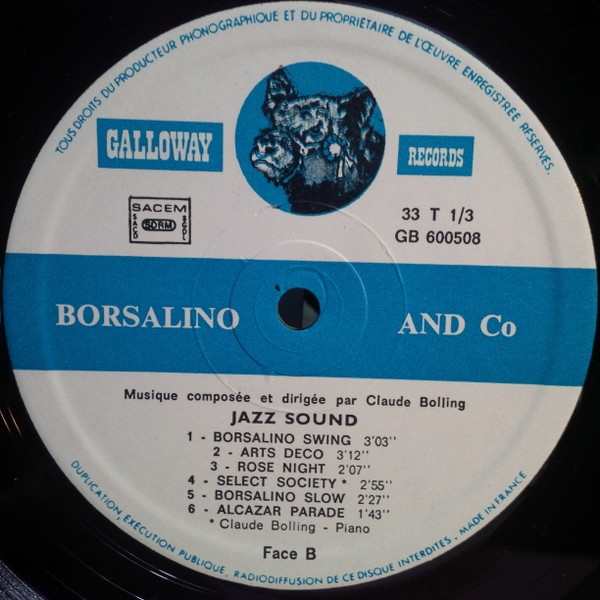 TOUS DROITS DU PRODUCTEUR PHONOGRAPHIQUE ET DU PROPRIÉTAIRE DE L'ŒUVRE ENREGISTRÉE RÉSERVÉS.
GALLOWAY
RECORDS
SACEM
SACD
SDRM
SGDL
33 T 1/3
GB 600508
BORSALINO AND Co
Musique composée et dirigée par Claude Bolling
JAZZ SOUND
1 - BORSALINO SWING 3'03''
2 - ARTS DECO 3'12''
3 - ROSE NIGHT 2'07''
4 - SELECT SOCIETY * 2'55''
5 - BORSALINO SLOW 2'27''
6 - ALCAZAR PARADE 1'43''
* Claude Bolling - Piano
Face B
DUPLICATION, EXÉCUTION PUBLIQUE, RADIODIFFUSION DE CE DISQUE INTERDITES. MADE IN FRANCE